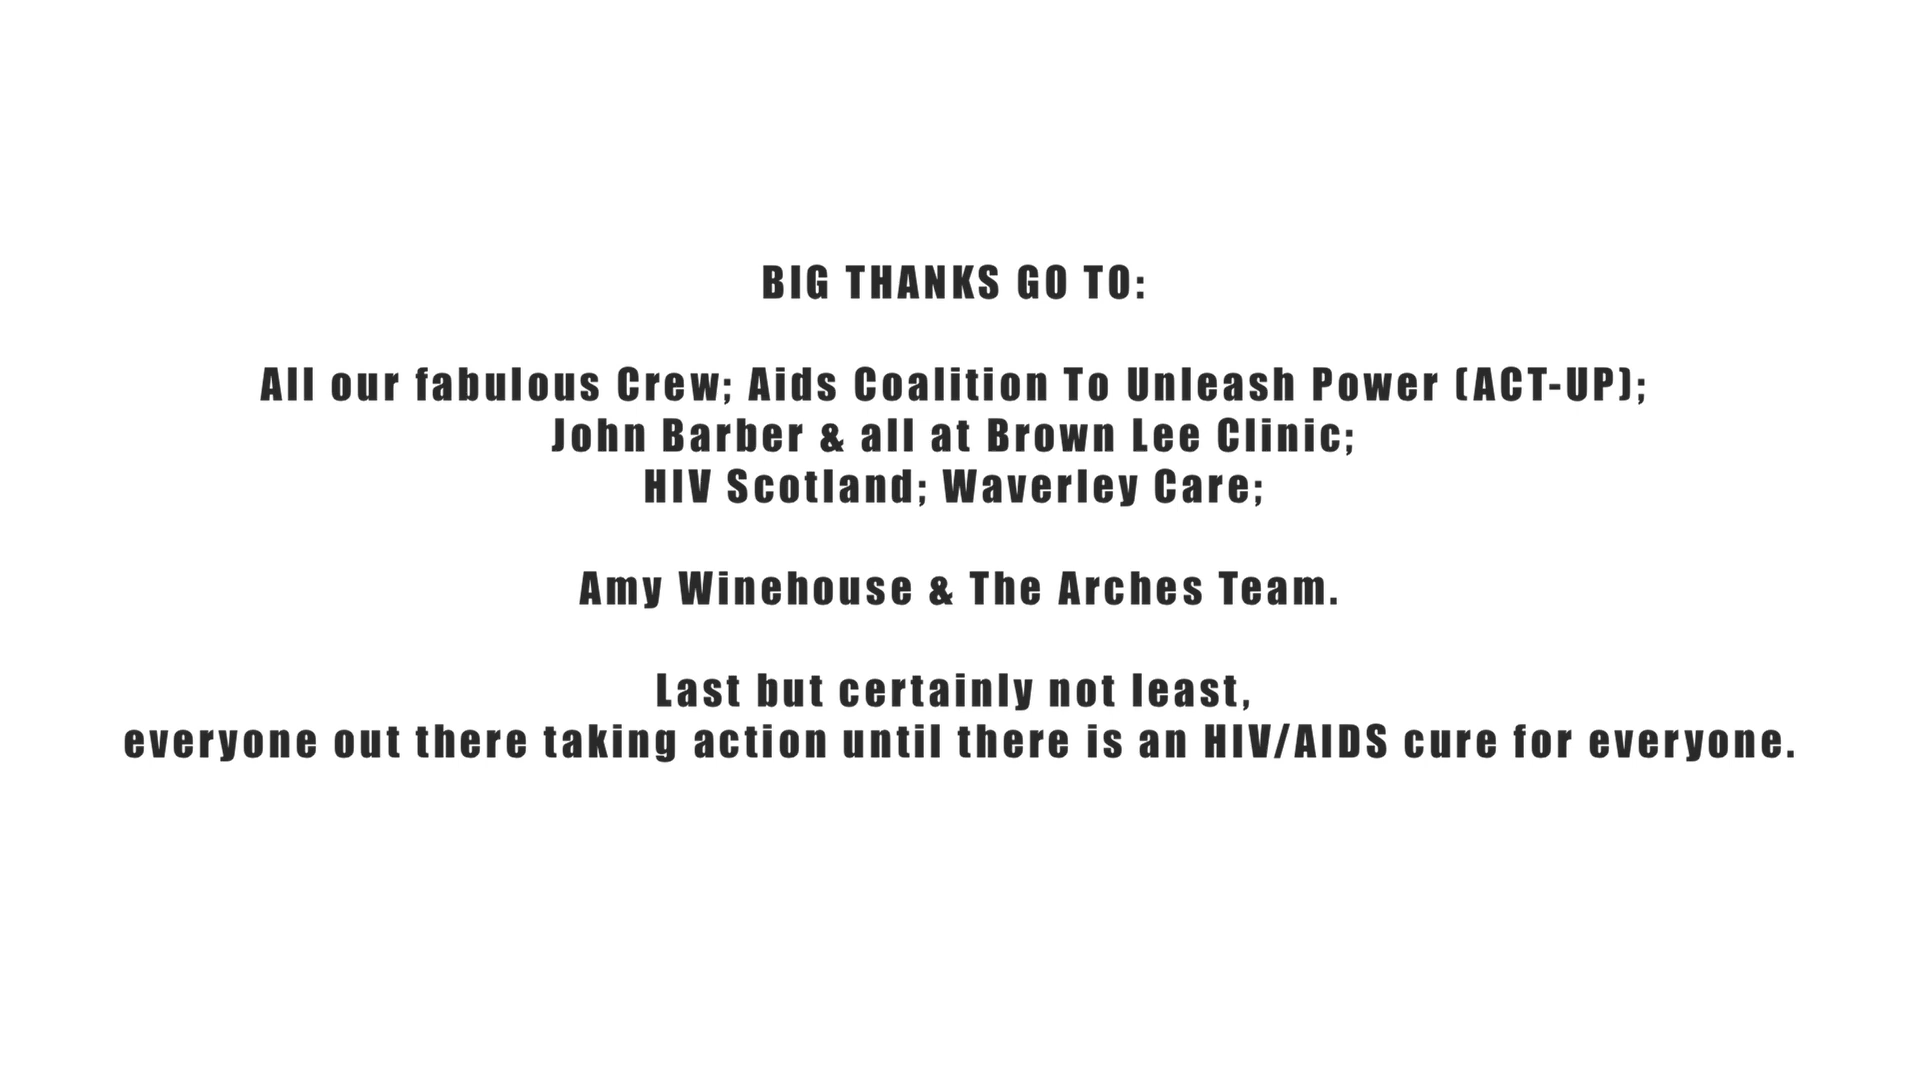 BIG THANKS GO TO:
All our fabulous Crew; Aids Coalition To Unleash Power (ACT-UP);
John Barber & all at Brown Lee Clinic;
HIV Scotland; Waverley Care;
Amy Winehouse & The Arches Team.
Last but certainly not least,
everyone out there taking action until there is an HIV/AIDS cure for everyone.